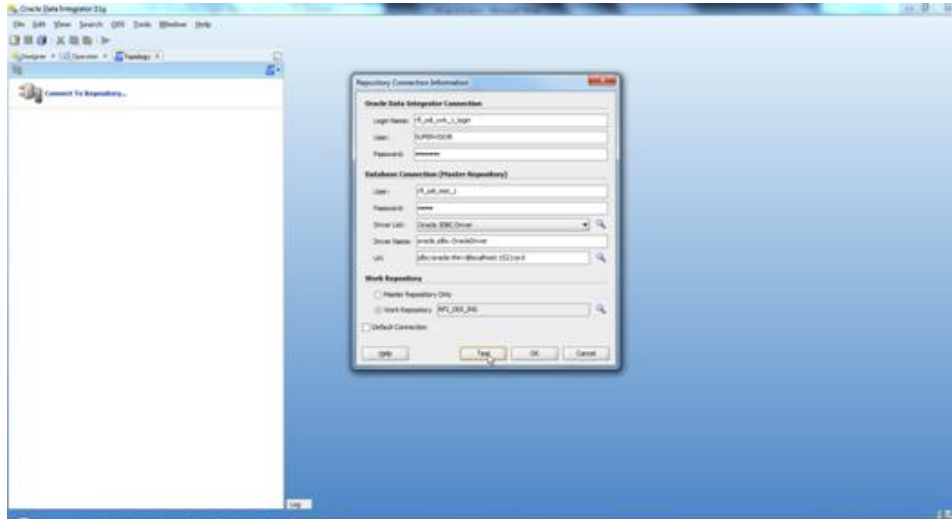 Oracle Data Integrator 11g
File Edit View Search ODI Tools Window Help
Designer Operator Topology
Connect To Repository...
Repository Connection Information
Oracle Data Integrator Connection
Login Name:
User: SUPERVISOR
Password:
Database Connection (Master Repository)
User:
Password:
Driver List: Oracle JDBC Driver
Driver Name: oracle.jdbc.OracleDriver
Url:
Work Repository
Master Repository Only
Work Repository
Default Connection
Help Test OK Cancel
Log